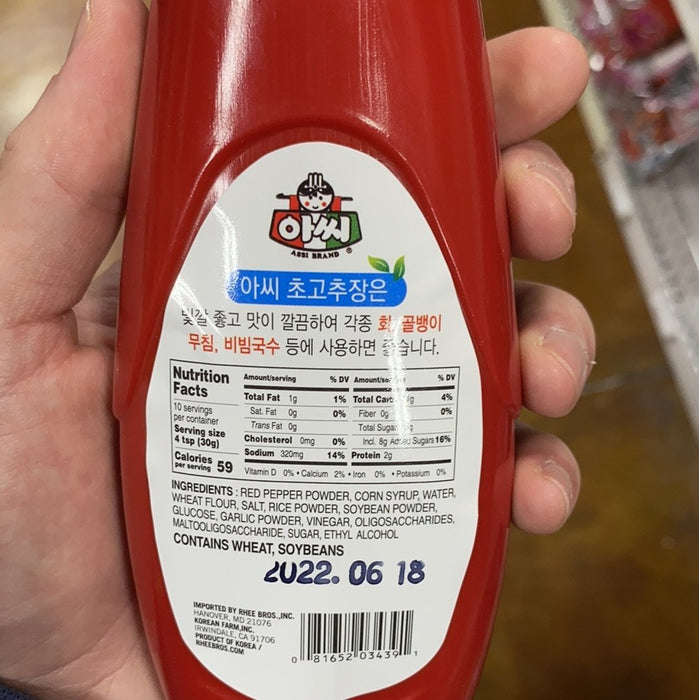 아씨
ASSI BRAND ®
아씨 초고추장은
빛깔 좋고 맛이 깔끔하여 각종 회, 골뱅이
무침, 비빔국수 등에 사용하면 좋습니다.
Nutrition Facts
10 servings per container
Serving size 4 tsp (30g)
Calories per serving 59
Amount/serving % DV Amount/ % DV
Total Fat 1g 1% Total 4%
Sat. Fat 0g 0% Fiber 0g 0%
Trans Fat 0g Total
Cholesterol 0mg 0% Incl. 8g Added Sugars 16%
Sodium 320mg 14% Protein 2g
Vitamin D 0% • Calcium 2% • Iron 0% • Potassium 0%
INGREDIENTS : RED PEPPER POWDER, CORN SYRUP, WATER,
WHEAT FLOUR, SALT, RICE POWDER, SOYBEAN POWDER,
GLUCOSE, GARLIC POWDER, VINEGAR, OLIGOSACCHARIDES,
MALTOOLIGOSACCHARIDE, SUGAR, ETHYL ALCOHOL
CONTAINS WHEAT, SOYBEANS
2022. 06 18
IMPORTED BY RHEE BROS.,INC.
HANOVER, MD 21076
KOREAN FARM,INC.
IRWINDALE, CA 91706
PRODUCT OF KOREA /
RHEEBROS.COM
0 81652 03439 1